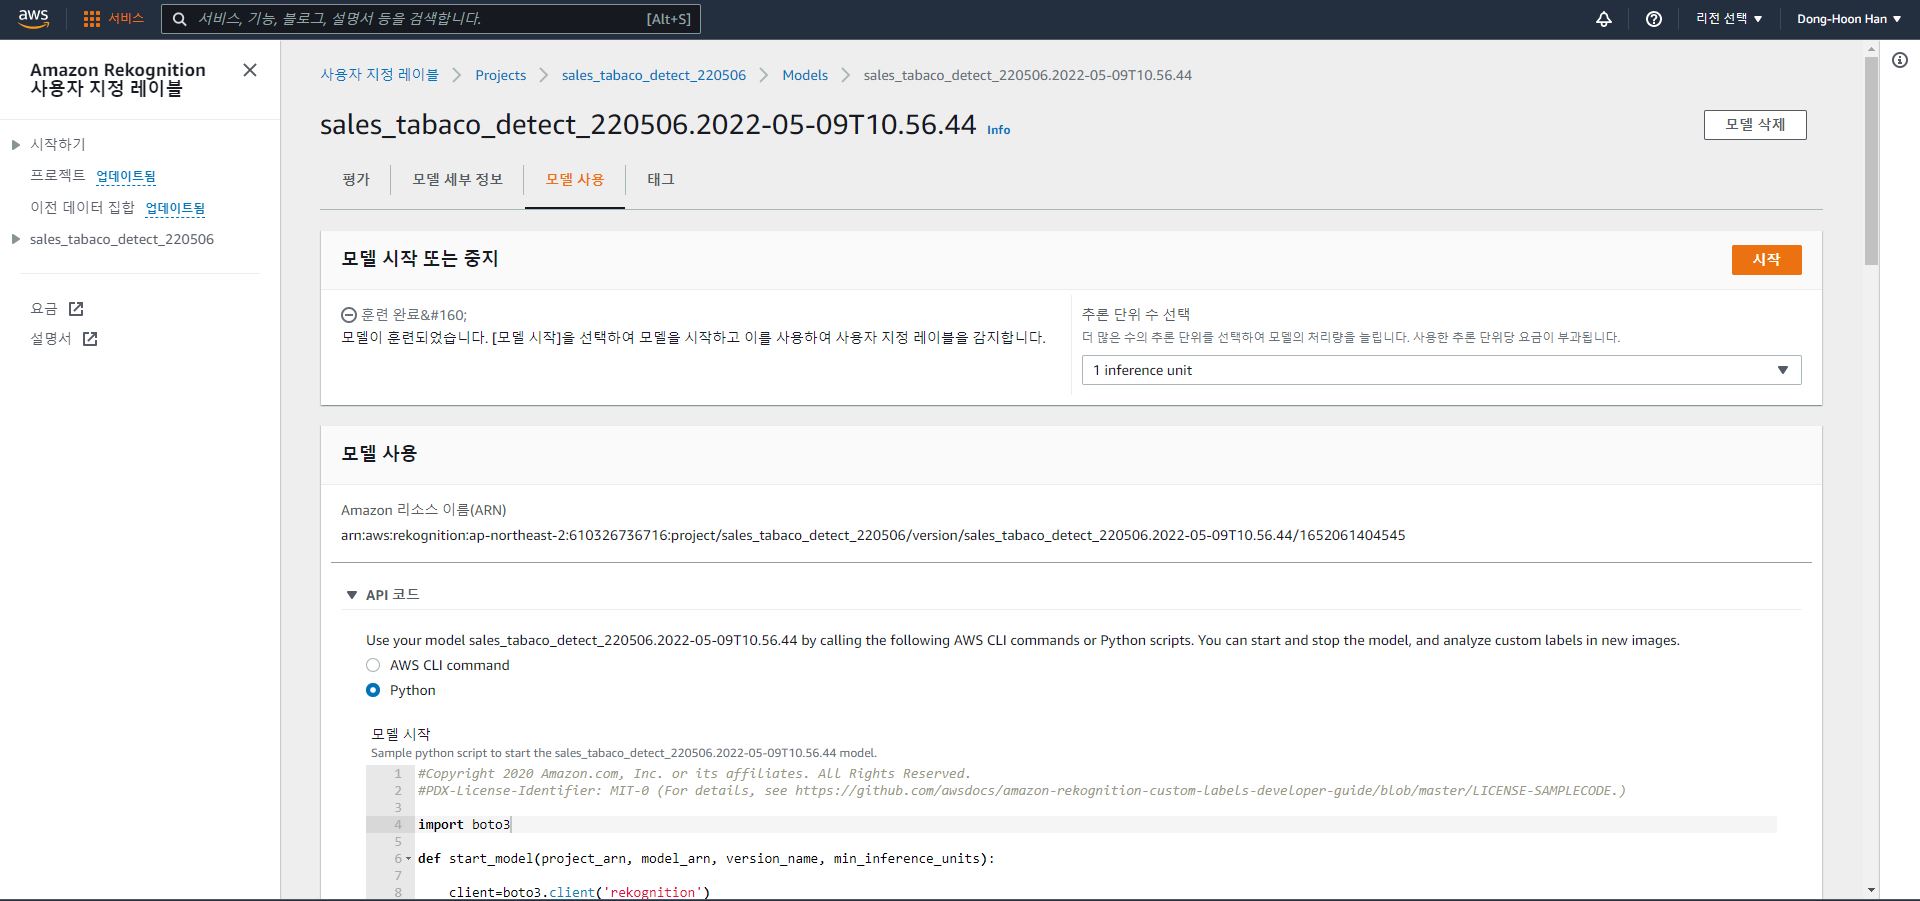 aws 서비스 서비스, 기능, 블로그, 설명서 등을 검색합니다. [Alt+S] 리전 선택 ▼ Dong-Hoon Han ▼
Amazon Rekognition
사용자 지정 레이블
시작하기
프로젝트 업데이트됨
이전 데이터 집합 업데이트됨
sales_tabaco_detect_220506
요금
설명서
사용자 지정 레이블 > Projects > sales_tabaco_detect_220506 > Models > sales_tabaco_detect_220506.2022-05-09T10.56.44
sales_tabaco_detect_220506.2022-05-09T10.56.44 Info
모델 삭제
평가 모델 세부 정보 모델 사용 태그
모델 시작 또는 중지
시작
훈련 완료&#160;
모델이 훈련되었습니다. [모델 시작]을 선택하여 모델을 시작하고 이를 사용하여 사용자 지정 레이블을 감지합니다.
추론 단위 수 선택
더 많은 수의 추론 단위를 선택하여 모델의 처리량을 늘립니다. 사용한 추론 단위당 요금이 부과됩니다.
1 inference unit
모델 사용
Amazon 리소스 이름(ARN)
arn:aws:rekognition:ap-northeast-2:610326736716:project/sales_tabaco_detect_220506/version/sales_tabaco_detect_220506.2022-05-09T10.56.44/1652061404545
▼ API 코드
Use your model sales_tabaco_detect_220506.2022-05-09T10.56.44 by calling the following AWS CLI commands or Python scripts. You can start and stop the model, and analyze custom labels in new images.
AWS CLI command
Python
모델 시작
Sample python script to start the sales_tabaco_detect_220506.2022-05-09T10.56.44 model.
1 #Copyright 2020 Amazon.com, Inc. or its affiliates. All Rights Reserved.
2 #PDX-License-Identifier: MIT-0 (For details, see https://github.com/awsdocs/amazon-rekognition-custom-labels-developer-guide/blob/master/LICENSE-SAMPLECODE.)
3
4 import boto3
5
6 def start_model(project_arn, model_arn, version_name, min_inference_units):
7
8 client=boto3.client('rekognition')